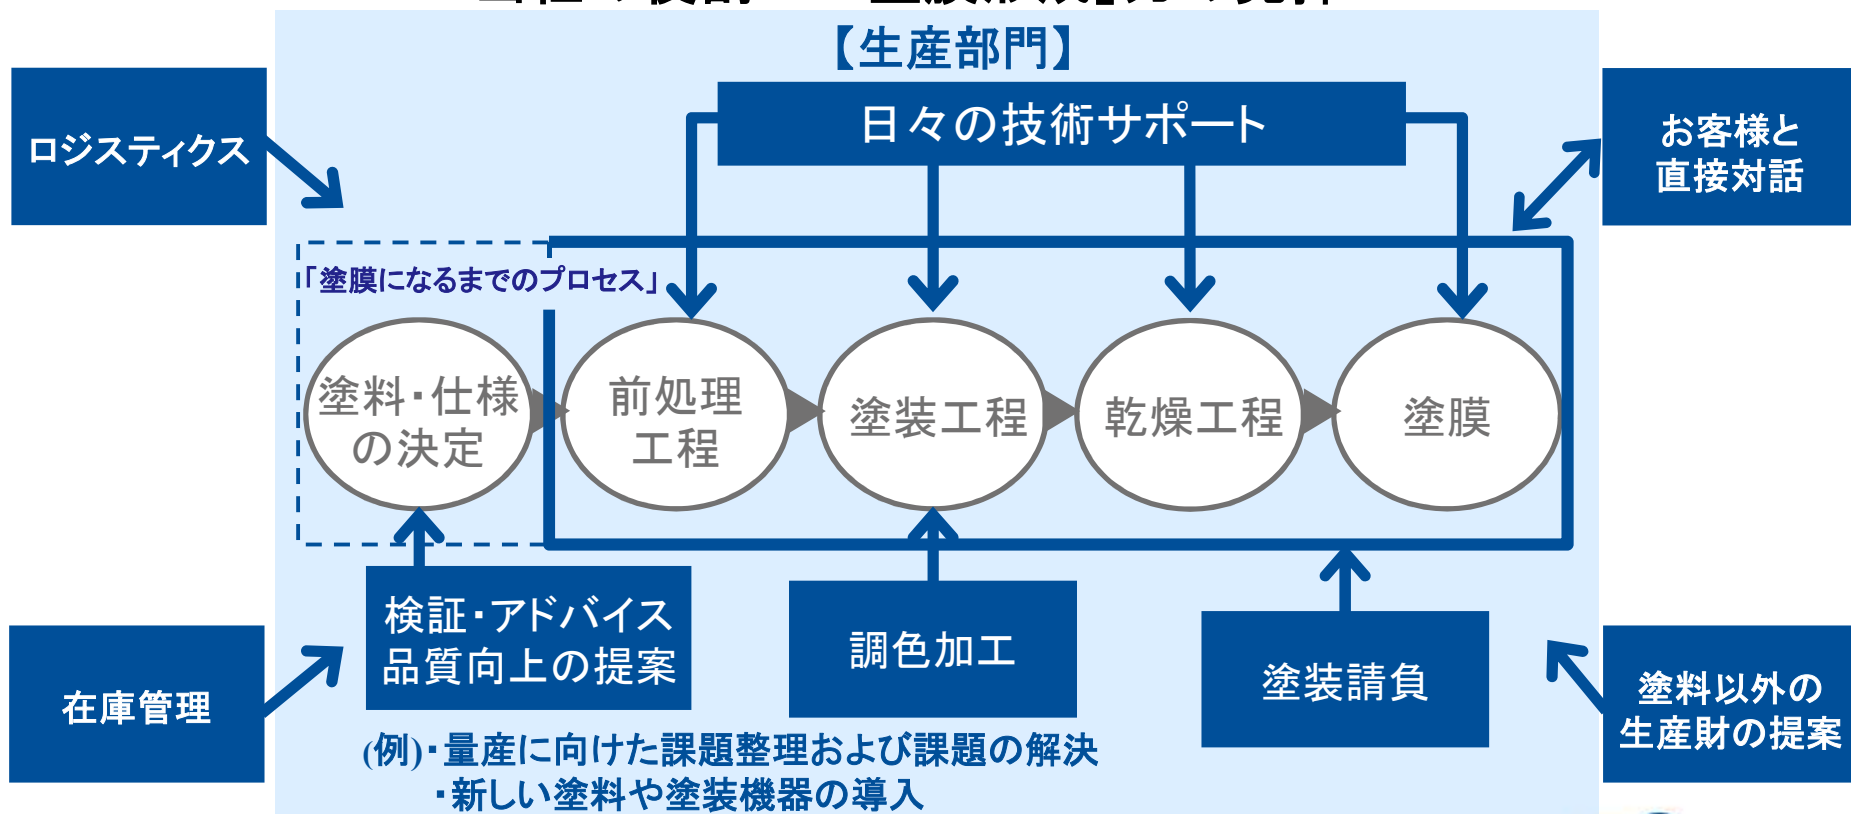 【生産部門】
日々の技術サポート
ロジスティクス
お客様と
直接対話
「塗膜になるまでのプロセス」
塗料・仕様
の決定
前処理
工程
塗装工程
乾燥工程
塗膜
検証・アドバイス
品質向上の提案
調色加工
塗装請負
在庫管理
塗料以外の
生産財の提案
(例)・量産に向けた課題整理および課題の解決
・新しい塗料や塗装機器の導入